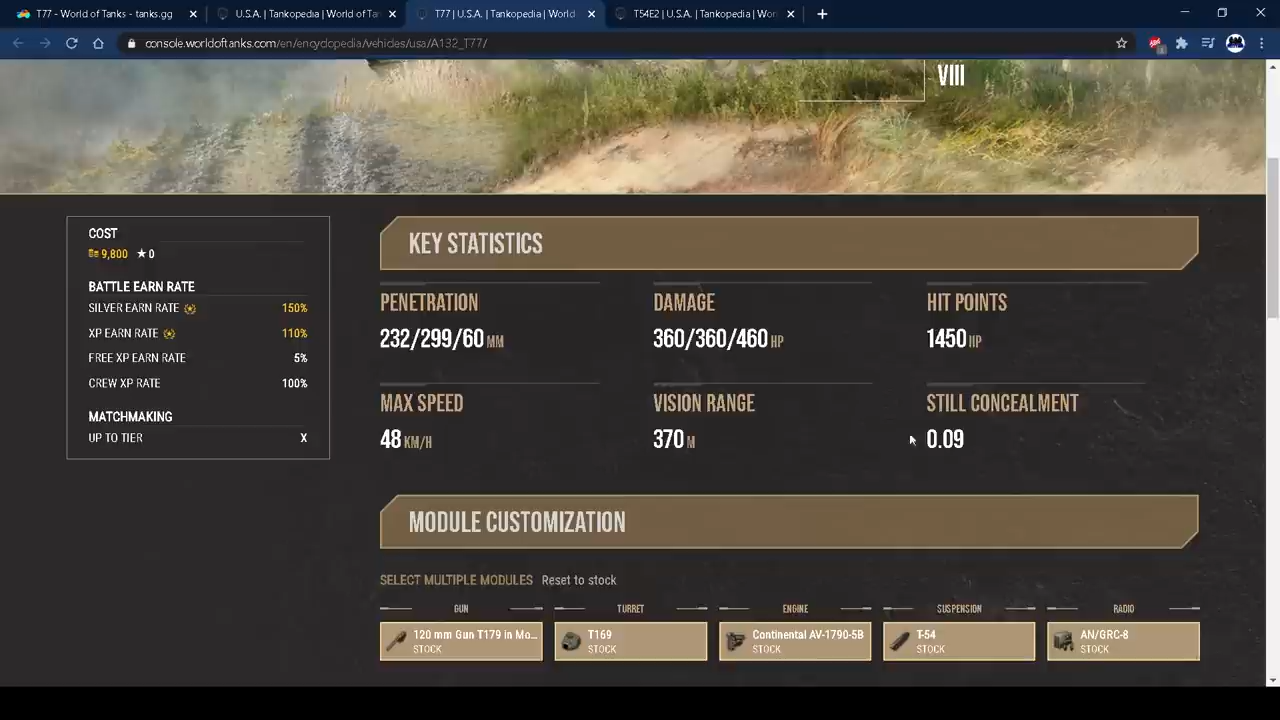 T77 - World of Tanks - tanks.gg
U.S.A. | Tankopedia | World of Tan
T77 | U.S.A. | Tankopedia | World
T54E2 | U.S.A. | Tankopedia | Wor
console.worldoftanks.com/en/encyclopedia/vehicles/usa/A132_T77/
VIII
COST
9,800 0
BATTLE EARN RATE
SILVER EARN RATE 150%
XP EARN RATE 110%
FREE XP EARN RATE 5%
CREW XP RATE 100%
MATCHMAKING
UP TO TIER X
KEY STATISTICS
PENETRATION
232/299/60 MM
DAMAGE
360/360/460 HP
HIT POINTS
1450 HP
MAX SPEED
48 KM/H
VISION RANGE
370 M
STILL CONCEALMENT
0.09
MODULE CUSTOMIZATION
SELECT MULTIPLE MODULES Reset to stock
GUN
120 mm Gun T179 in Mo...
STOCK
TURRET
T169
STOCK
ENGINE
Continental AV-1790-5B
STOCK
SUSPENSION
T-54
STOCK
RADIO
AN/GRC-8
STOCK